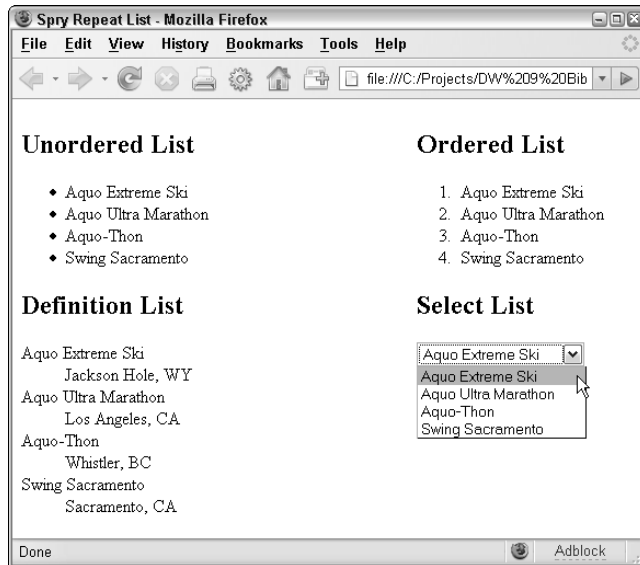 Spry Repeat List - Mozilla Firefox
File Edit View History Bookmarks Tools Help
file:///C:/Projects/DW%209%20Bib
Unordered List
• Aquo Extreme Ski
• Aquo Ultra Marathon
• Aquo-Thon
• Swing Sacramento
Ordered List
1. Aquo Extreme Ski
2. Aquo Ultra Marathon
3. Aquo-Thon
4. Swing Sacramento
Definition List
Aquo Extreme Ski
Jackson Hole, WY
Aquo Ultra Marathon
Los Angeles, CA
Aquo-Thon
Whistler, BC
Swing Sacramento
Sacramento, CA
Select List
Aquo Extreme Ski
Aquo Extreme Ski
Aquo Ultra Marathon
Aquo-Thon
Swing Sacramento
Done
Adblock